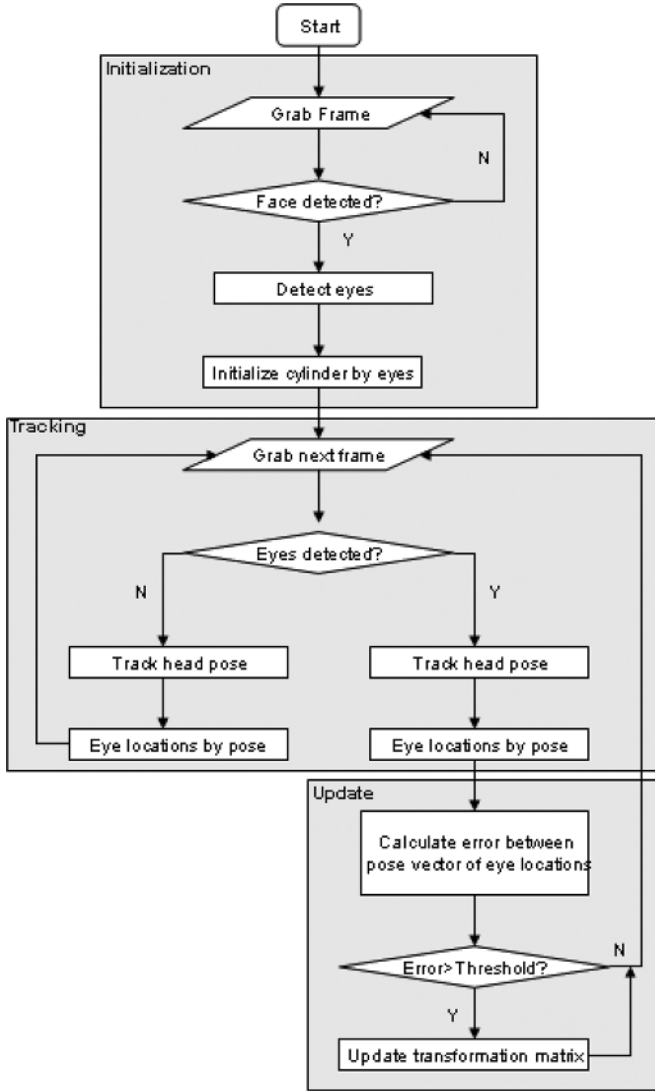 Start
Initialization
Grab Frame
N
Face detected?
Y
Detect eyes
Initialize cylinder by eyes
Tracking
Grab next frame
Eyes detected?
N
Y
Track head pose
Track head pose
Eye locations by pose
Eye locations by pose
Update
Calculate error between
pose vector of eye locations
N
Error>Threshold?
Y
Update transformation matrix